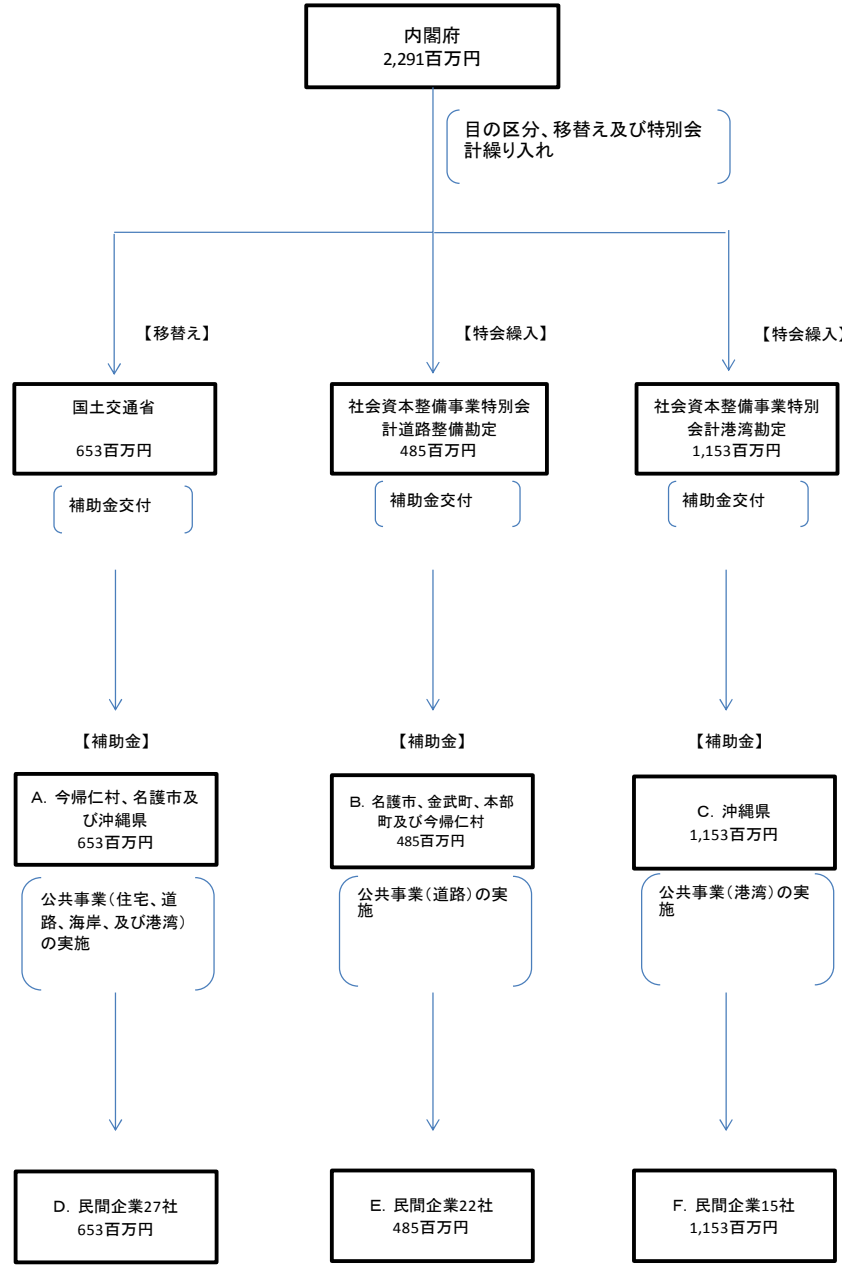 内閣府
2,291百万円
目の区分、移替え及び特別会
計繰り入れ
【移替え】
【特会繰入】
【特会繰入】
国土交通省
653百万円
社会資本整備事業特別会
計道路整備勘定
485百万円
社会資本整備事業特別
会計港湾勘定
1,153百万円
補助金交付
補助金交付
補助金交付
【補助金】
【補助金】
【補助金】
A. 今帰仁村、名護市及
び沖縄県
653百万円
B. 名護市、金武町、本部
町及び今帰仁村
485百万円
C. 沖縄県
1,153百万円
公共事業(住宅、道
路、海岸、及び港湾)
の実施
公共事業(道路)の実
施
公共事業(港湾)の実
施
D. 民間企業27社
653百万円
E. 民間企業22社
485百万円
F. 民間企業15社
1,153百万円